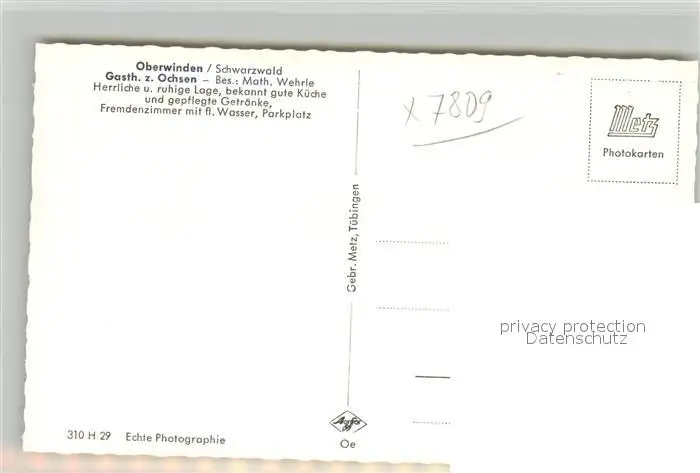 Oberwinden / Schwarzwald
Gasth. z. Ochsen – Bes.: Math. Wehrle
Herrliche u. ruhige Lage, bekannt gute Küche
und gepflegte Getränke,
Fremdenzimmer mit fl. Wasser, Parkplatz
x 7809
Metz
Photokarten
Gebr. Metz, Tübingen
privacy protection
Datenschutz
Agfa
Oe
310 H 29 Echte Photographie